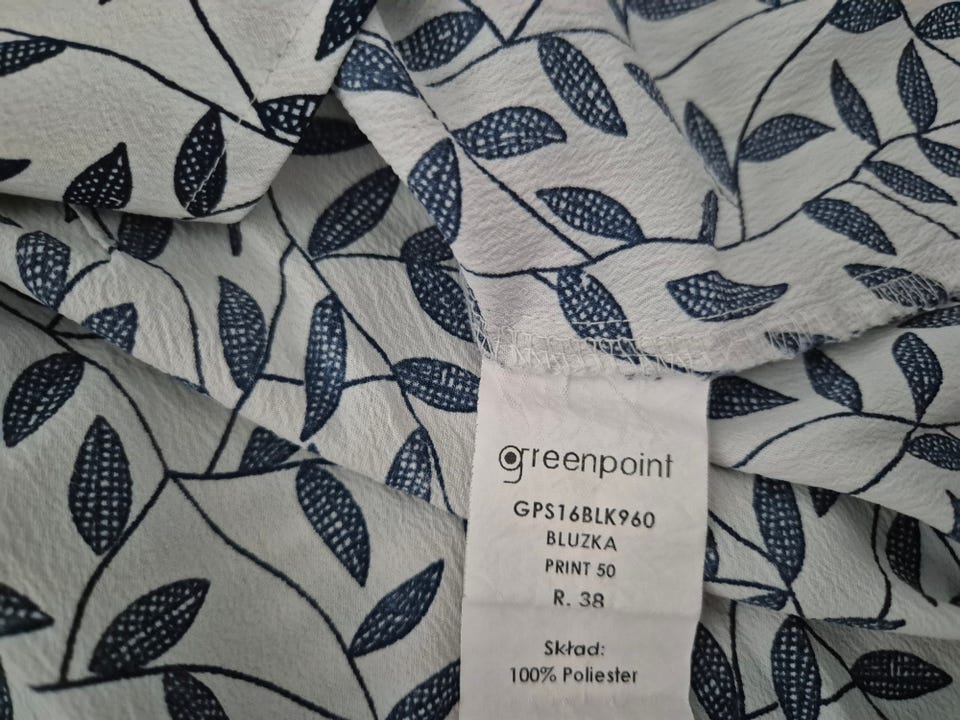 greenpoint
GPS16BLK960
BLUZKA
PRINT 50
R. 38
Skład:
100% Poliester